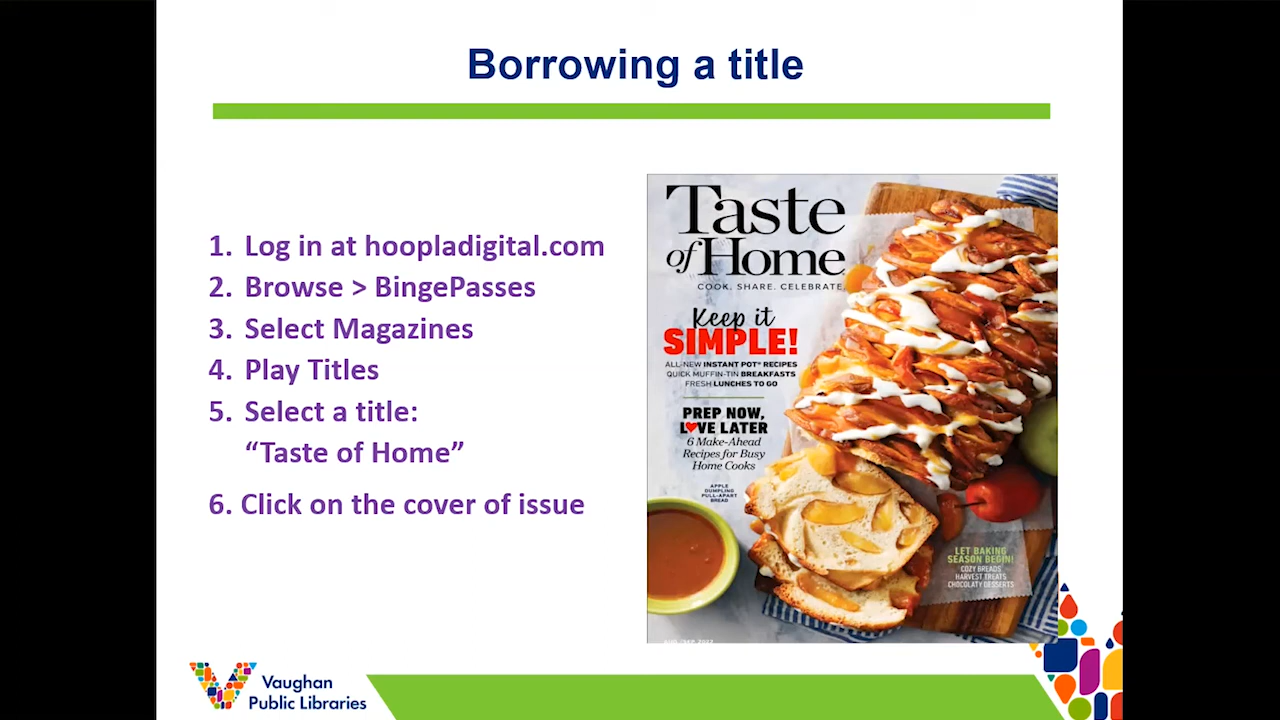 Borrowing a title
1. Log in at hoopladigital.com
2. Browse > BingePasses
3. Select Magazines
4. Play Titles
5. Select a title:
“Taste of Home”
6. Click on the cover of issue
Taste
of Home
COOK. SHARE. CELEBRATE.
Keep it
SIMPLE!
ALL-NEW INSTANT POT® RECIPES
QUICK MUFFIN-TIN BREAKFASTS
FRESH LUNCHES TO GO
PREP NOW,
LOVE LATER
6 Make-Ahead
Recipes for Busy
Home Cooks
APPLE
DUMPLING
PULL-APART
BREAD
LET BAKING
SEASON BEGIN!
COZY BREADS
HARVEST TREATS
CHOCOLATY DESSERTS
Vaughan
Public Libraries